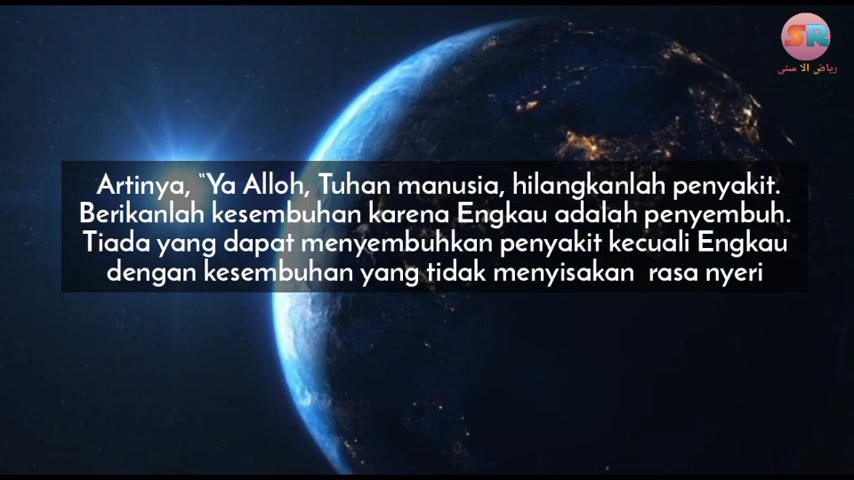 SR
رياض الا سنى
Artinya, “Ya Alloh, Tuhan manusia, hilangkanlah penyakit.
Berikanlah kesembuhan karena Engkau adalah penyembuh.
Tiada yang dapat menyembuhkan penyakit kecuali Engkau
dengan kesembuhan yang tidak menyisakan rasa nyeri